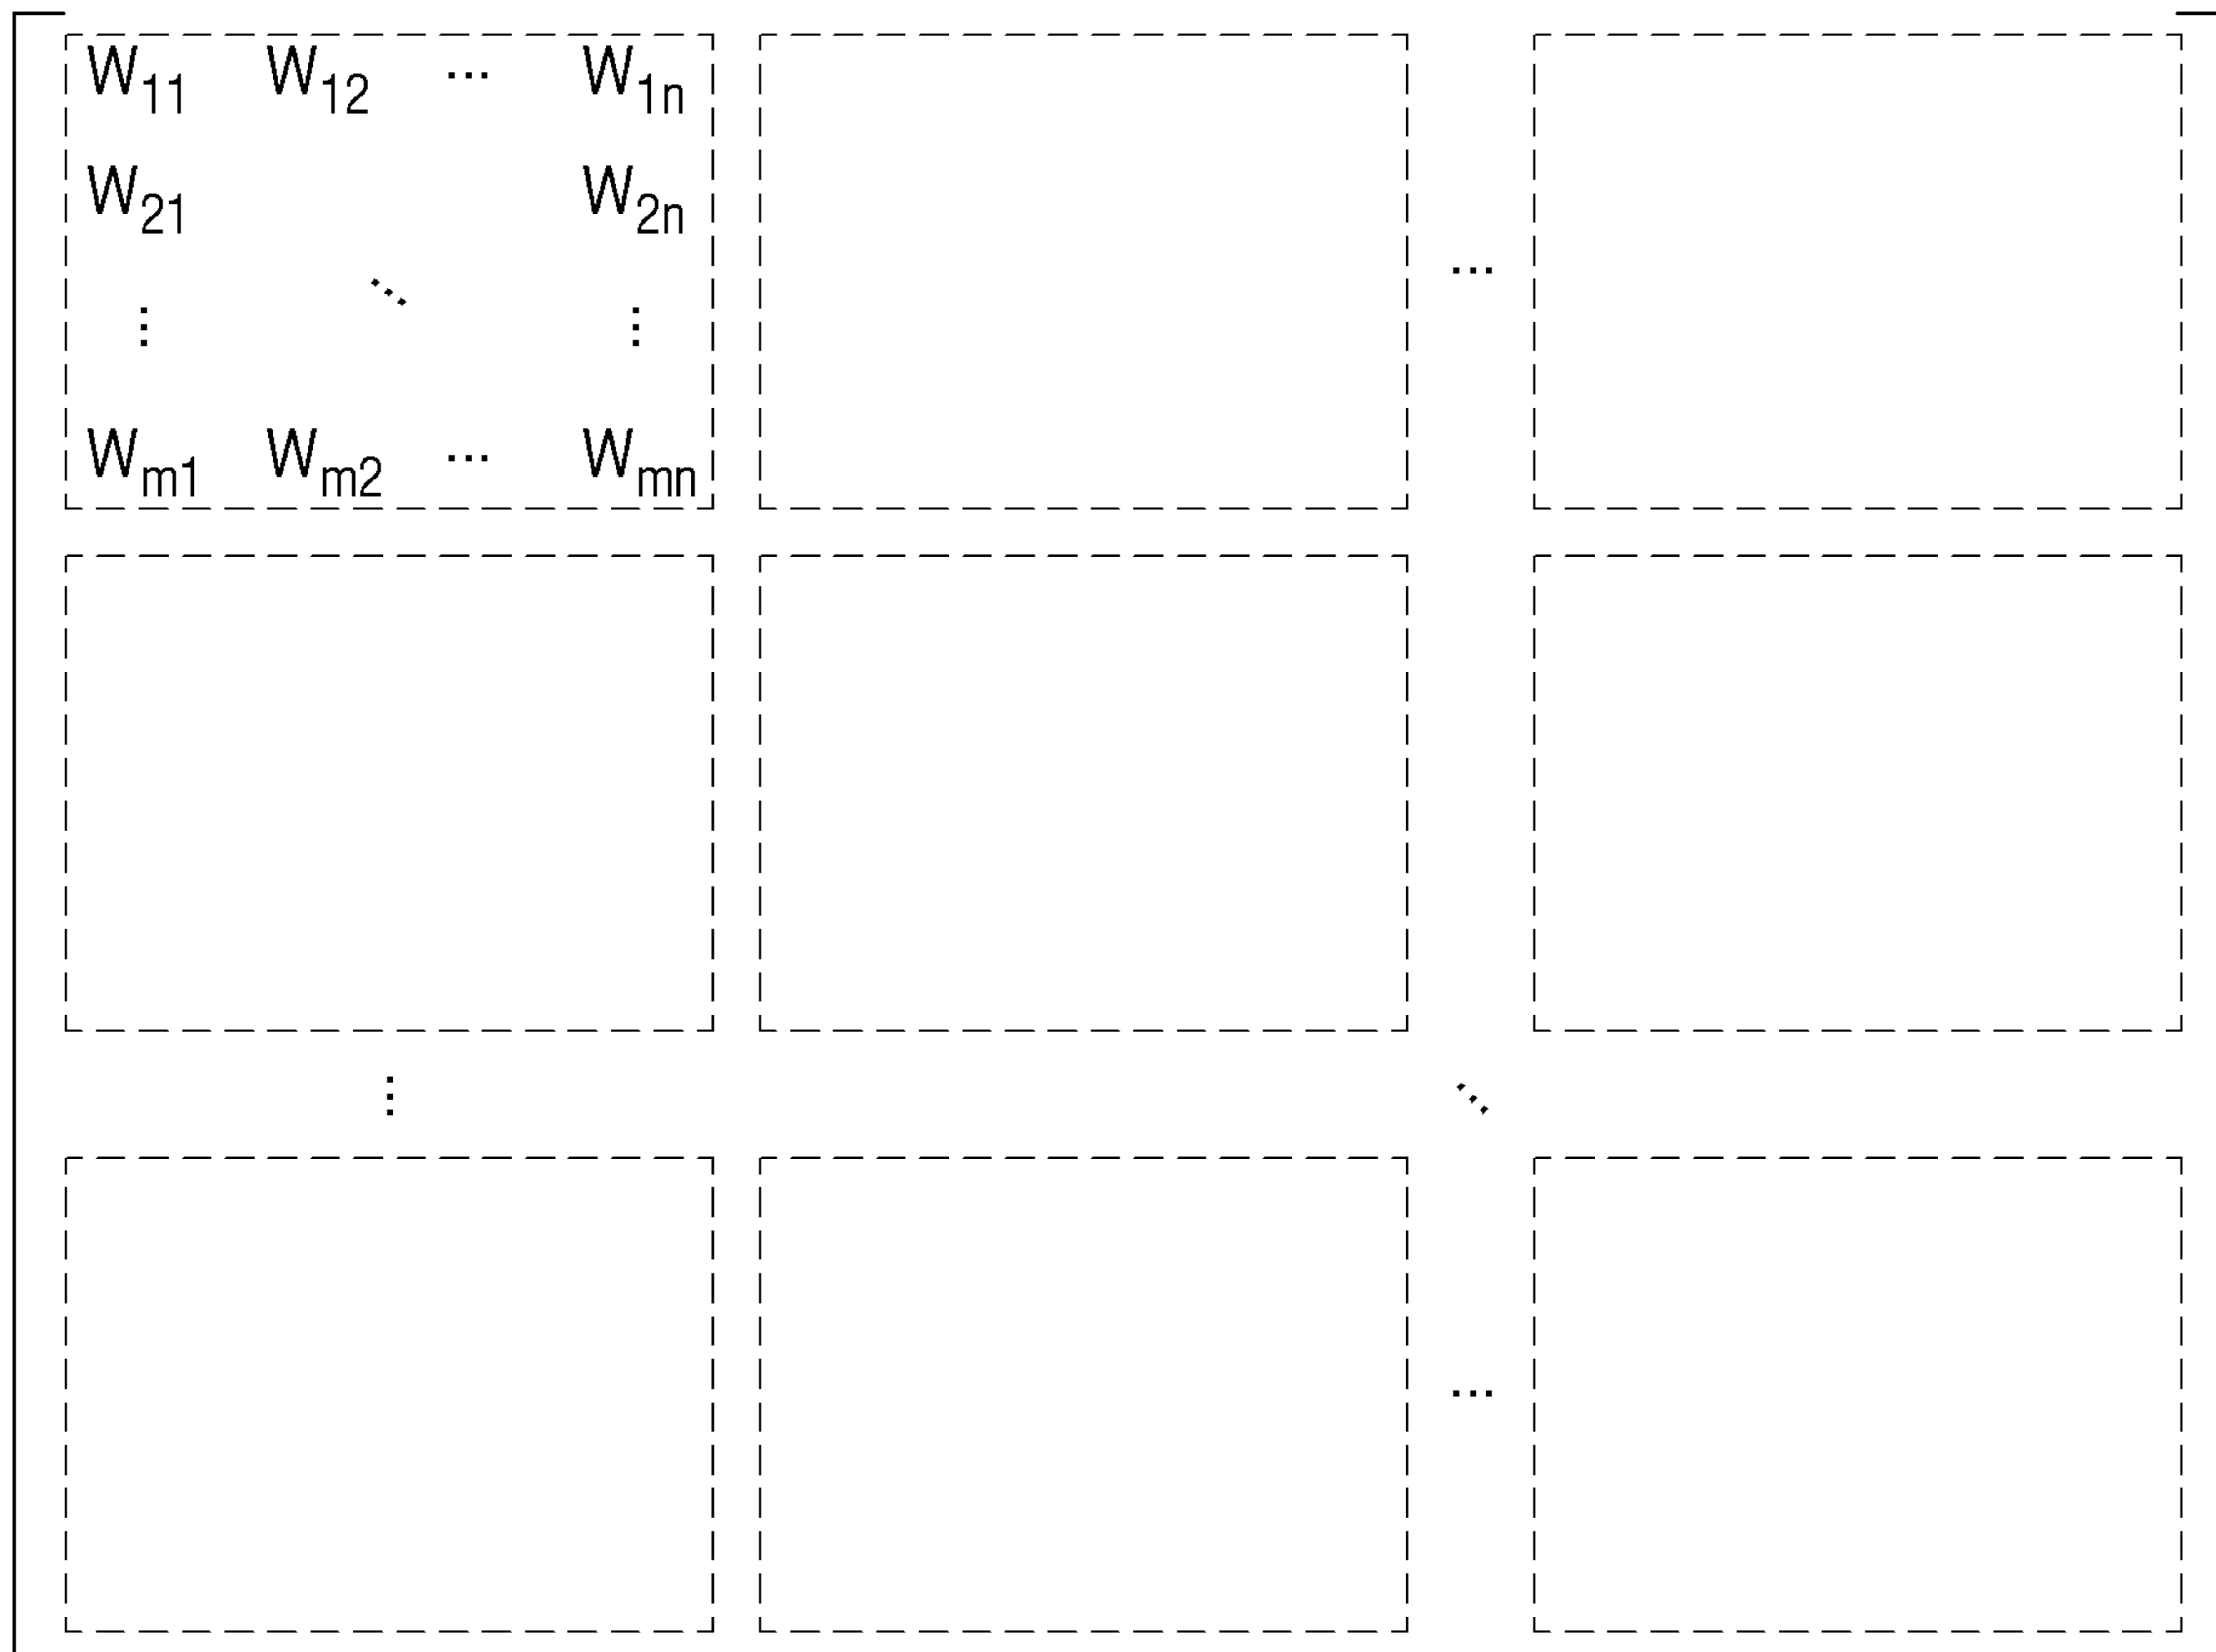 W11 W12 ... W1n
W21 W2n
...
⋮ ⋱ ⋮
Wm1 Wm2 ... Wmn
⋮ ⋱
...